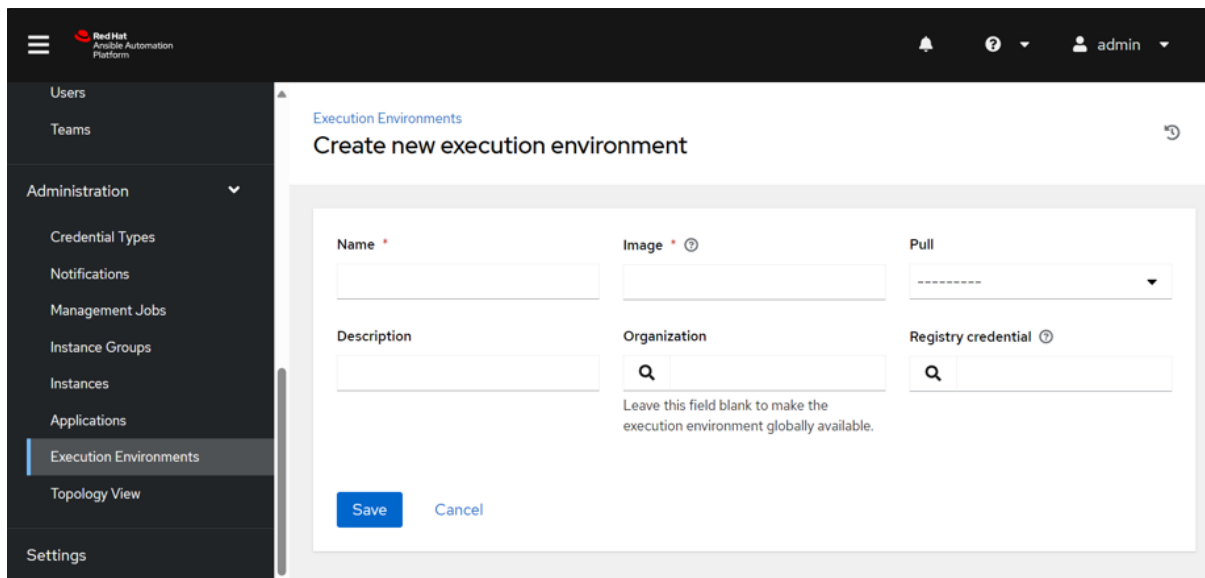 Red Hat
Ansible Automation
Platform
admin
Users
Teams
Administration
Credential Types
Notifications
Management Jobs
Instance Groups
Instances
Applications
Execution Environments
Topology View
Settings
Execution Environments
Create new execution environment
Name *
Image *
Pull
---------
Description
Organization
Registry credential
Leave this field blank to make the
execution environment globally available.
Save
Cancel